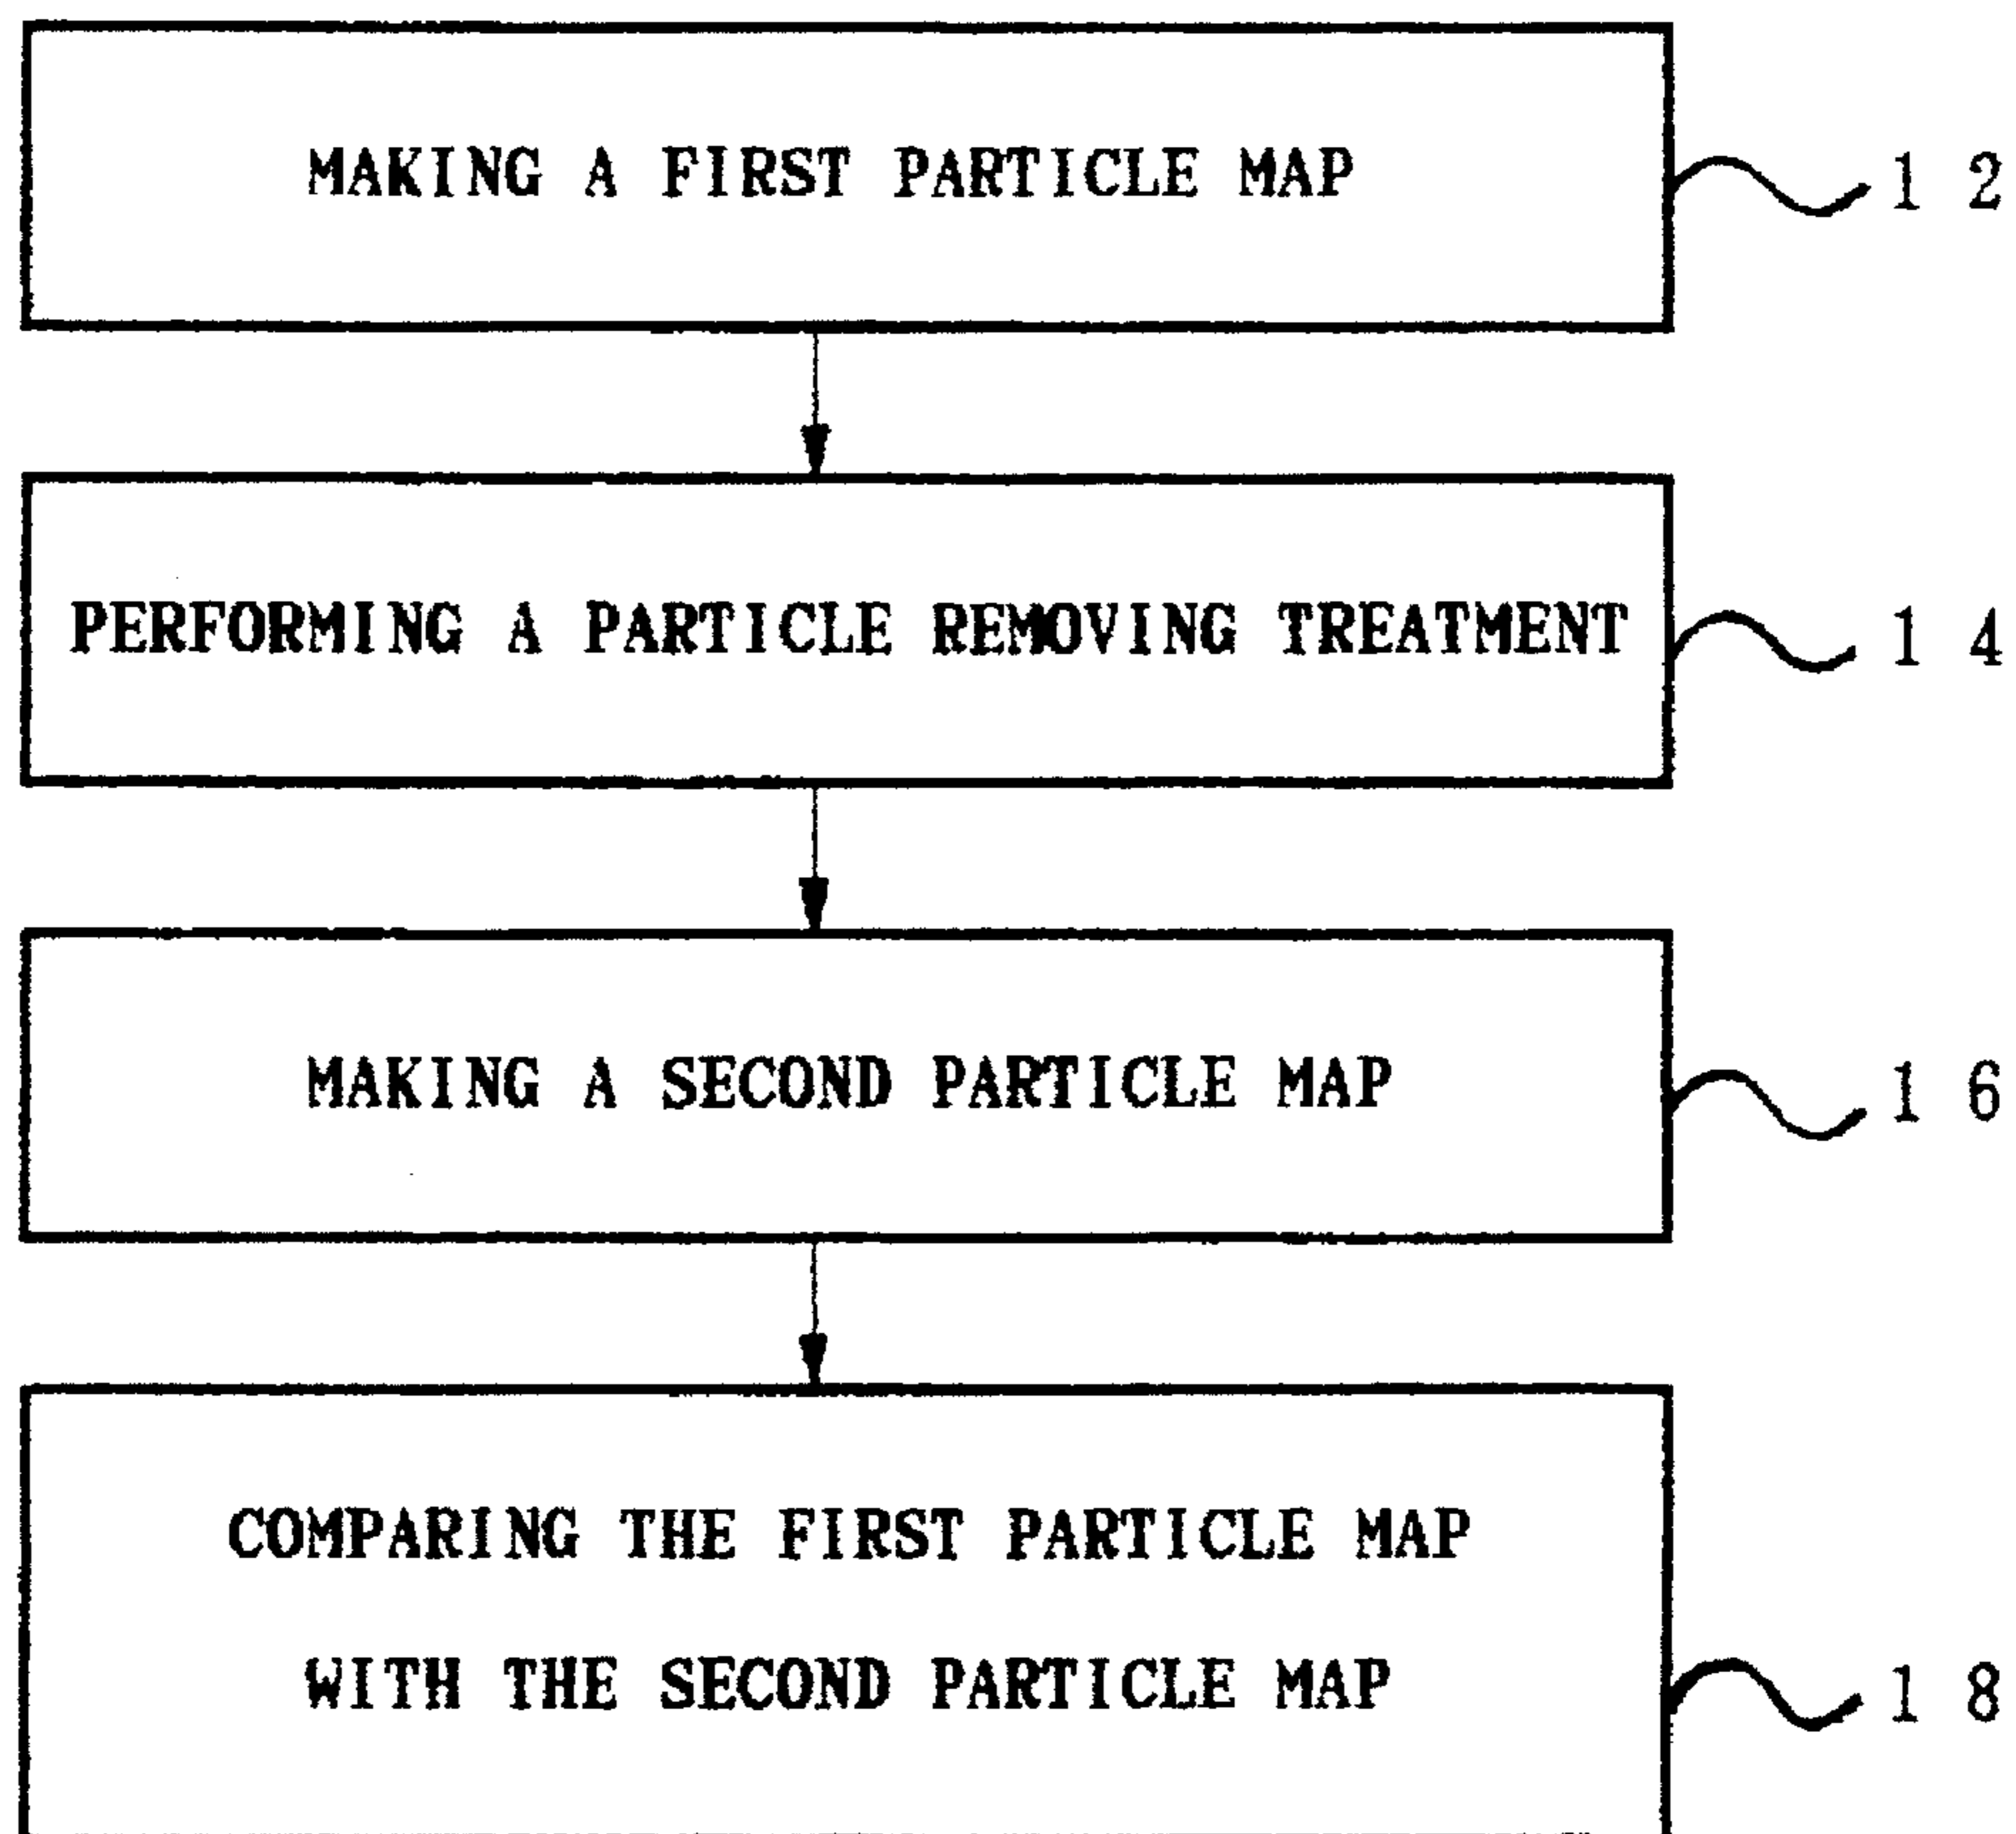 MAKING A FIRST PARTICLE MAP
12
PERFORMING A PARTICLE REMOVING TREATMENT
14
MAKING A SECOND PARTICLE MAP
16
COMPARING THE FIRST PARTICLE MAP
WITH THE SECOND PARTICLE MAP
18